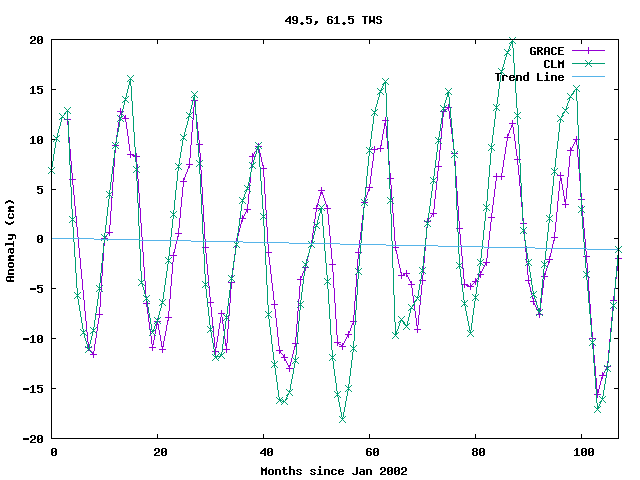 49.5, 61.5 TWS
GRACE
CLM
Trend Line
20
15
10
5
0
-5
-10
-15
-20
Anomaly (cm)
0 20 40 60 80 100
Months since Jan 2002